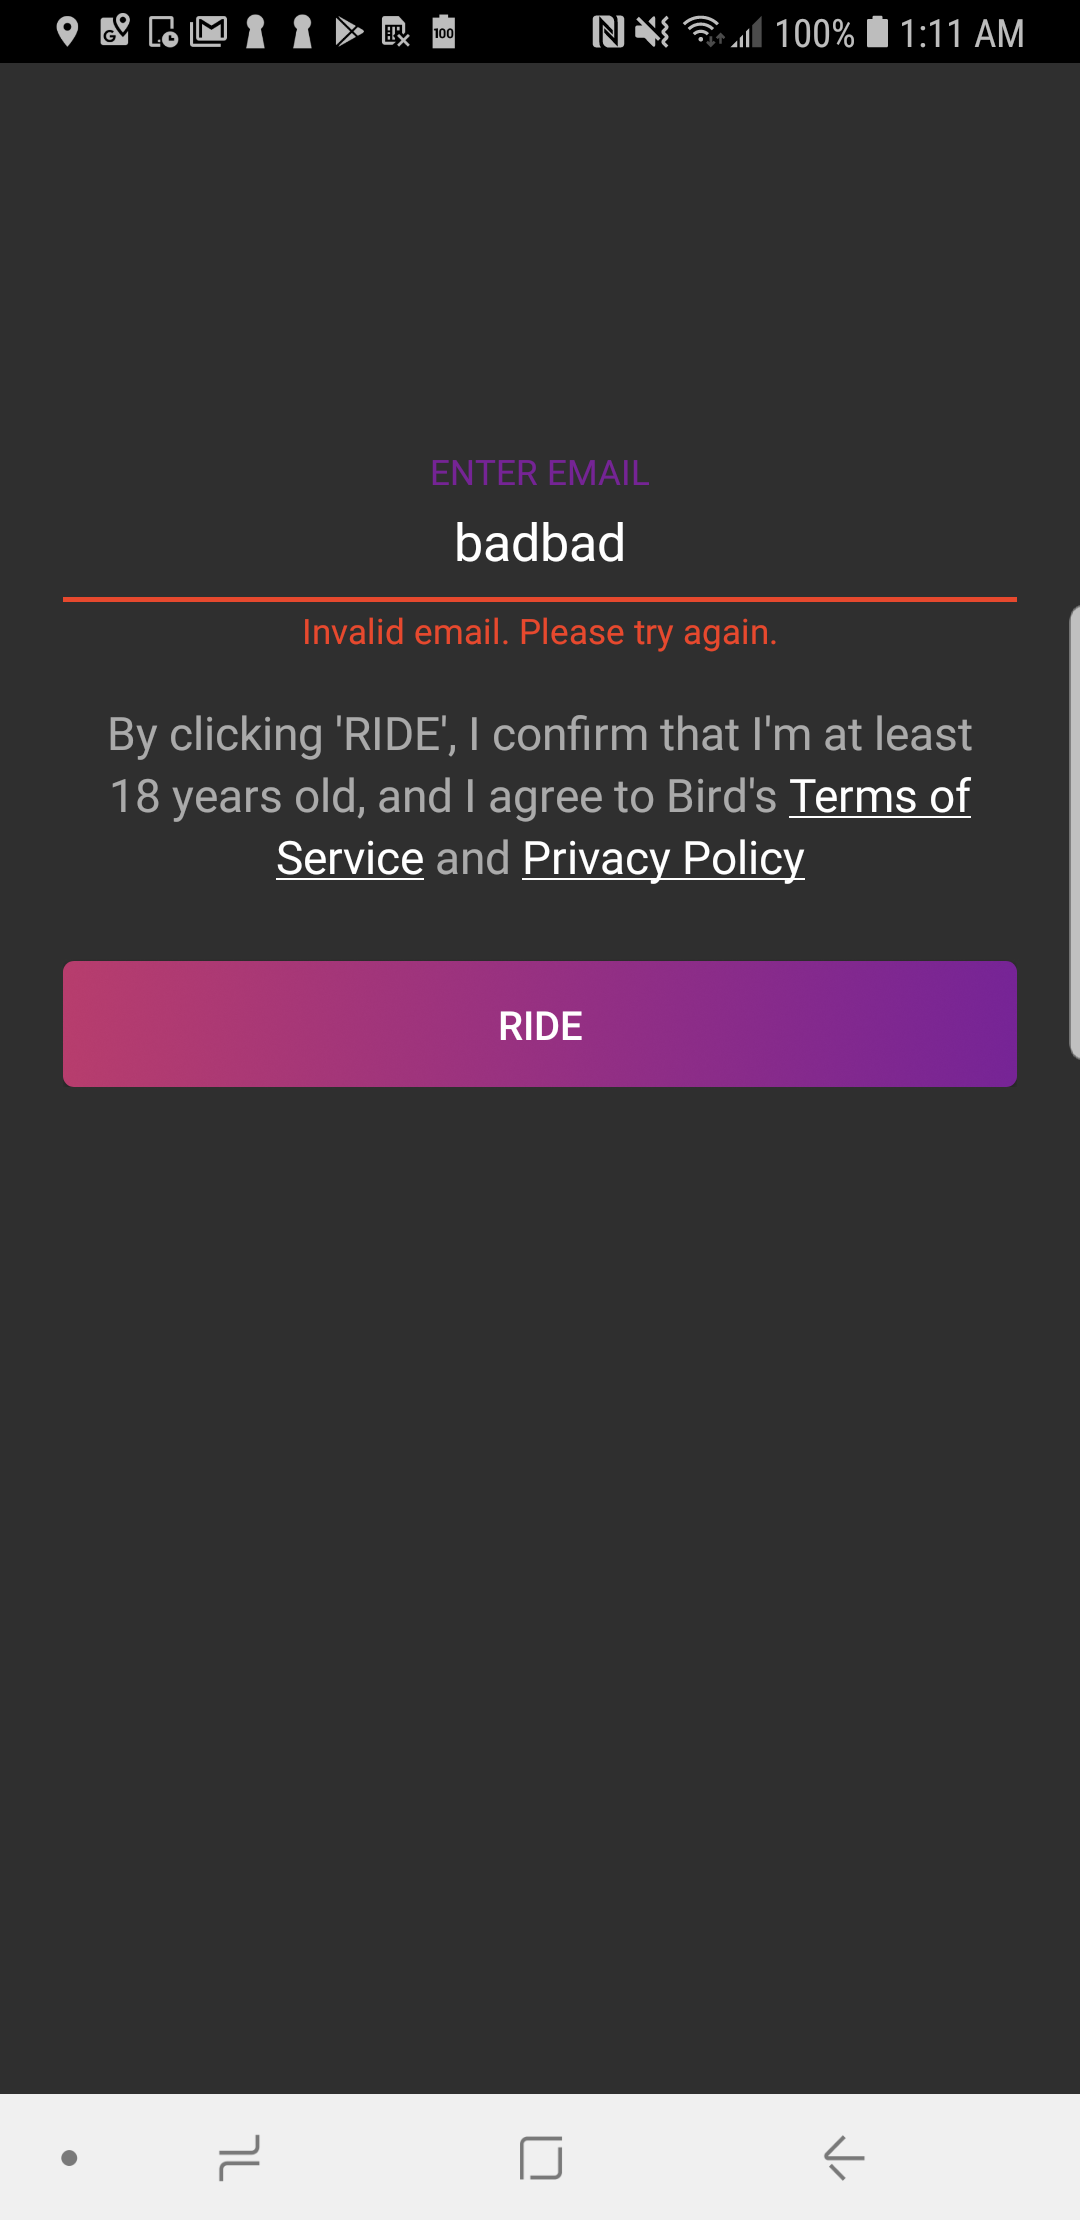 100 100% 1:11 AM
ENTER EMAIL
badbad
Invalid email. Please try again.
By clicking 'RIDE', I confirm that I'm at least
18 years old, and I agree to Bird's Terms of
Service and Privacy Policy
RIDE